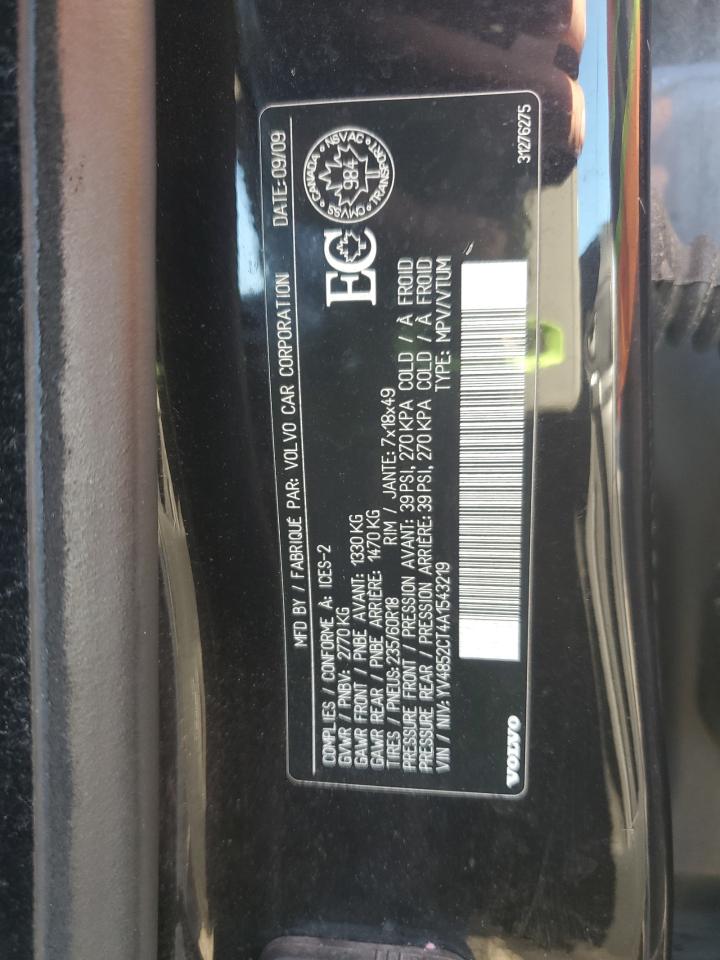 MFD BY / FABRIQUÉ PAR: VOLVO CAR CORPORATION DATE: 09/09
COMPLIES / CONFORME A: ICES-2
GVWR / PNBV: 2770 KG
GAWR FRONT / PNBE AVANT: 1330 KG
GAWR REAR / PNBE ARRIÈRE: 1470 KG
TIRES / PNEUS: 235/60R18 RIM / JANTE: 7x18x49
PRESSURE FRONT / PRESSION AVANT: 39 PSI, 270 KPA COLD / À FROID
PRESSURE REAR / PRESSION ARRIÈRE: 39 PSI, 270 KPA COLD / À FROID
VIN / NIV: YV4852CT4A1543219 TYPE: MPV/VTUM
EC
CANADA NSVAC
984
CMVSS TRANSPORT
VOLVO
31276275